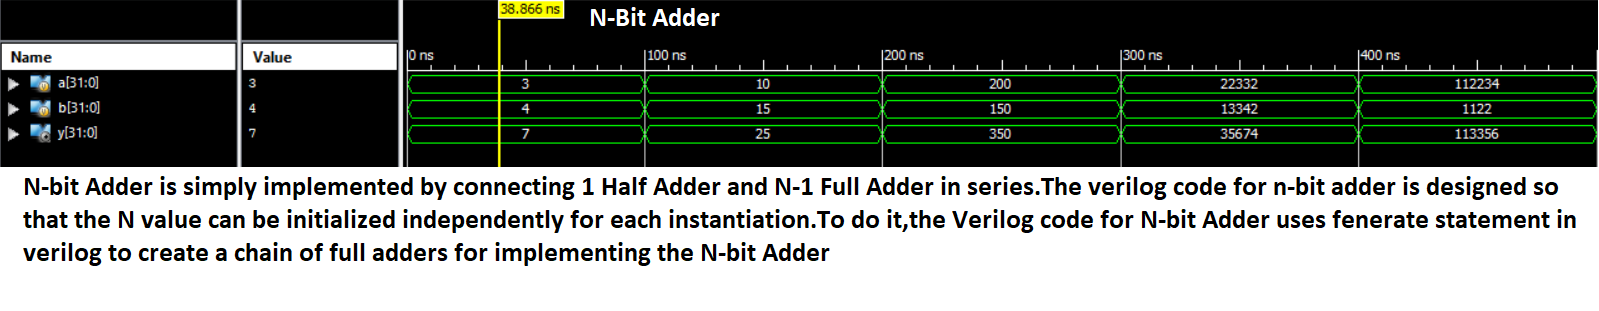 38.866 ns
N-Bit Adder
Name Value 0 ns 100 ns 200 ns 300 ns 400 ns
a[31:0] 3 3 10 200 22332 112234
b[31:0] 4 4 15 150 13342 1122
y[31:0] 7 7 25 350 35674 113356
N-bit Adder is simply implemented by connecting 1 Half Adder and N-1 Full Adder in series.The verilog code for n-bit adder is designed so
that the N value can be initialized independently for each instantiation.To do it,the Verilog code for N-bit Adder uses fenerate statement in
verilog to create a chain of full adders for implementing the N-bit Adder